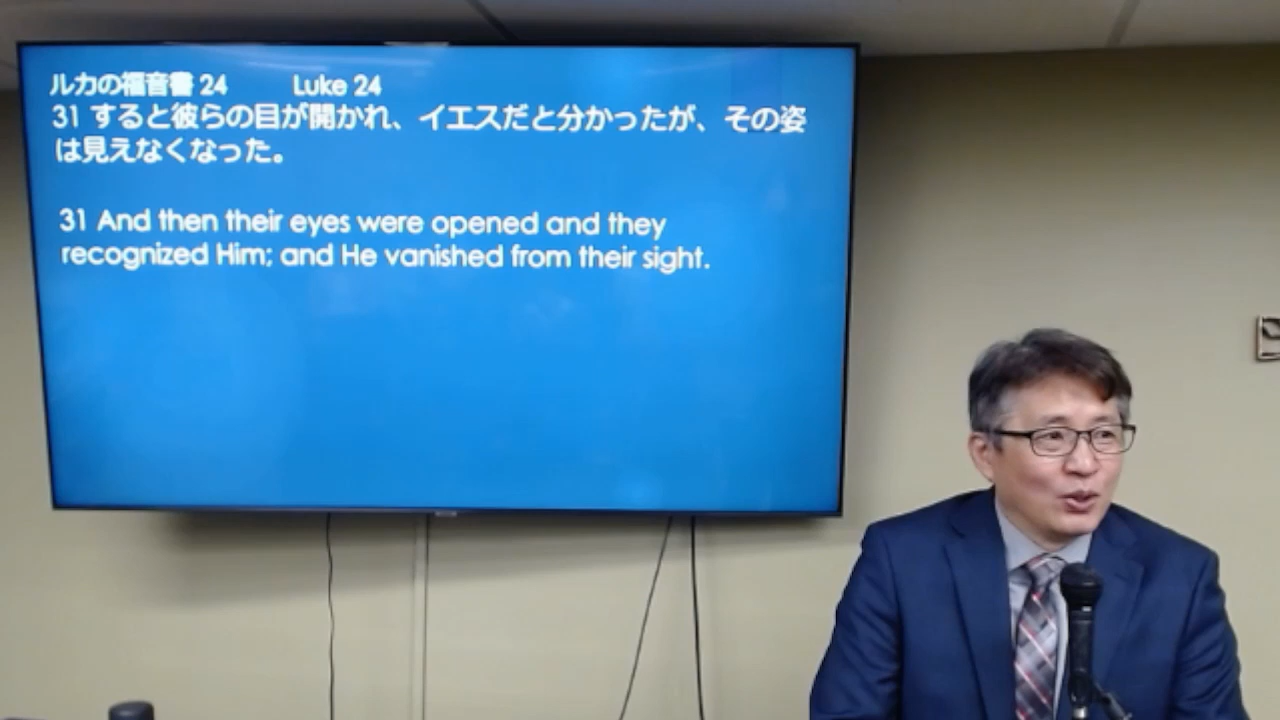 ルカの福音書 24 Luke 24
31 すると彼らの目が開かれ、イエスだと分かったが、その姿
は見えなくなった。
31 And then their eyes were opened and they
recognized Him; and He vanished from their sight.